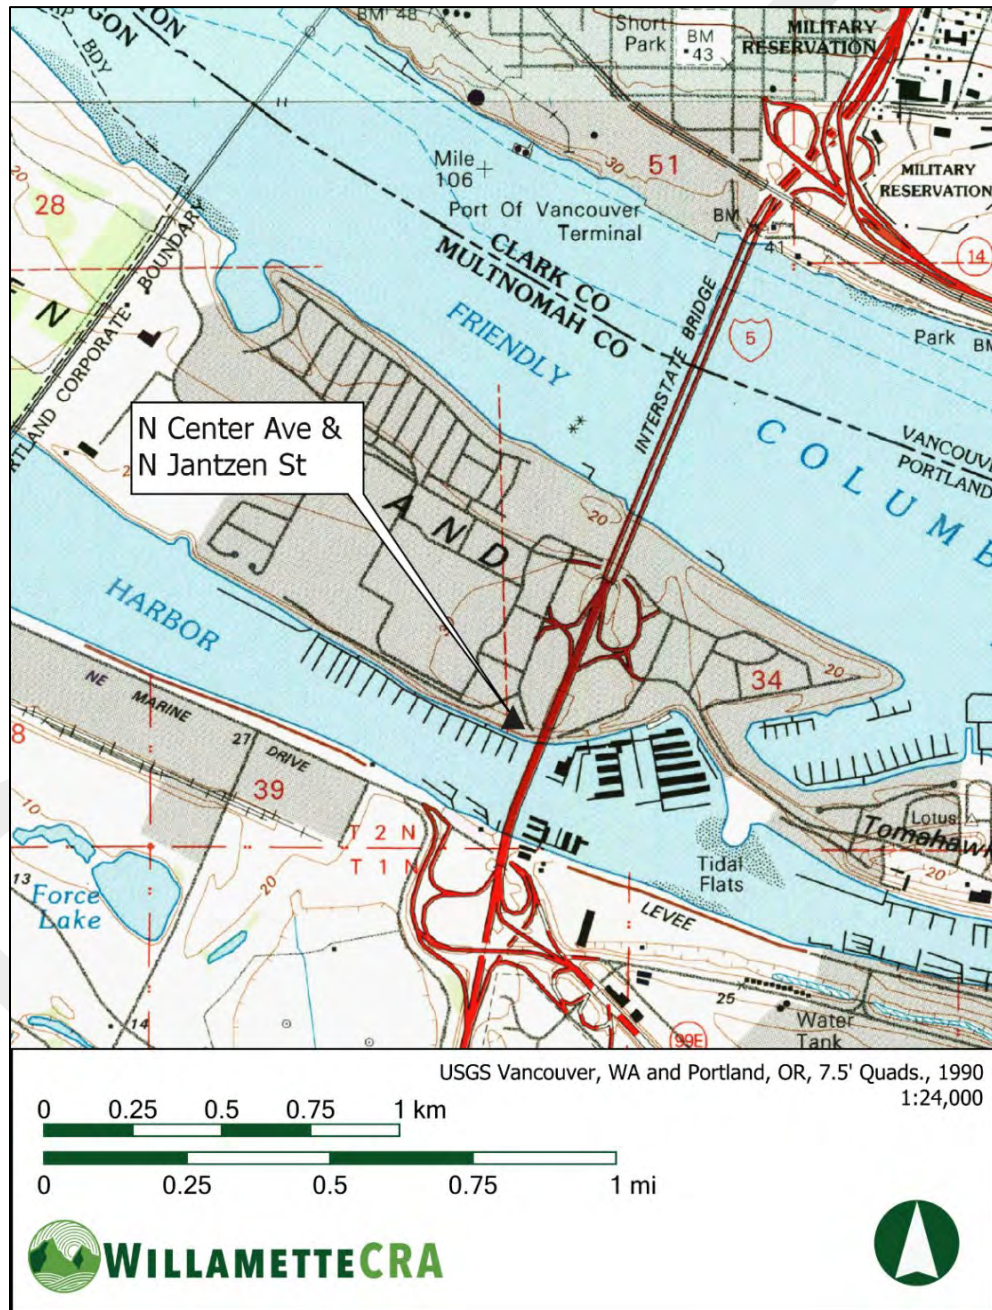 BM 48
Short
Park
BM
43
MILITARY
RESERVATION
BDY
51
30
Mile
106
Port Of Vancouver
Terminal
MILITARY
RESERVATION
BM
41
14
20
28
BOUNDARY
CORPORATE
CLARK CO
MULTNOMAH CO
FRIENDLY
INTERSTATE BRIDGE
5
Park
N
N Center Ave &
N Jantzen St
VANCOUV
PORTLAND
COLUMB
AND
20
HARBOR
20
34
NE MARINE DRIVE
27
39
10
T 2 N
T 1 N
Lotus
Tomahawk
20
Tidal
Flats
13
Force
Lake
20
LEVEE
14
25
Water
Tank
99E
USGS Vancouver, WA and Portland, OR, 7.5' Quads., 1990
1:24,000
0 0.25 0.5 0.75 1 km
0 0.25 0.5 0.75 1 mi
WILLAMETTECRA